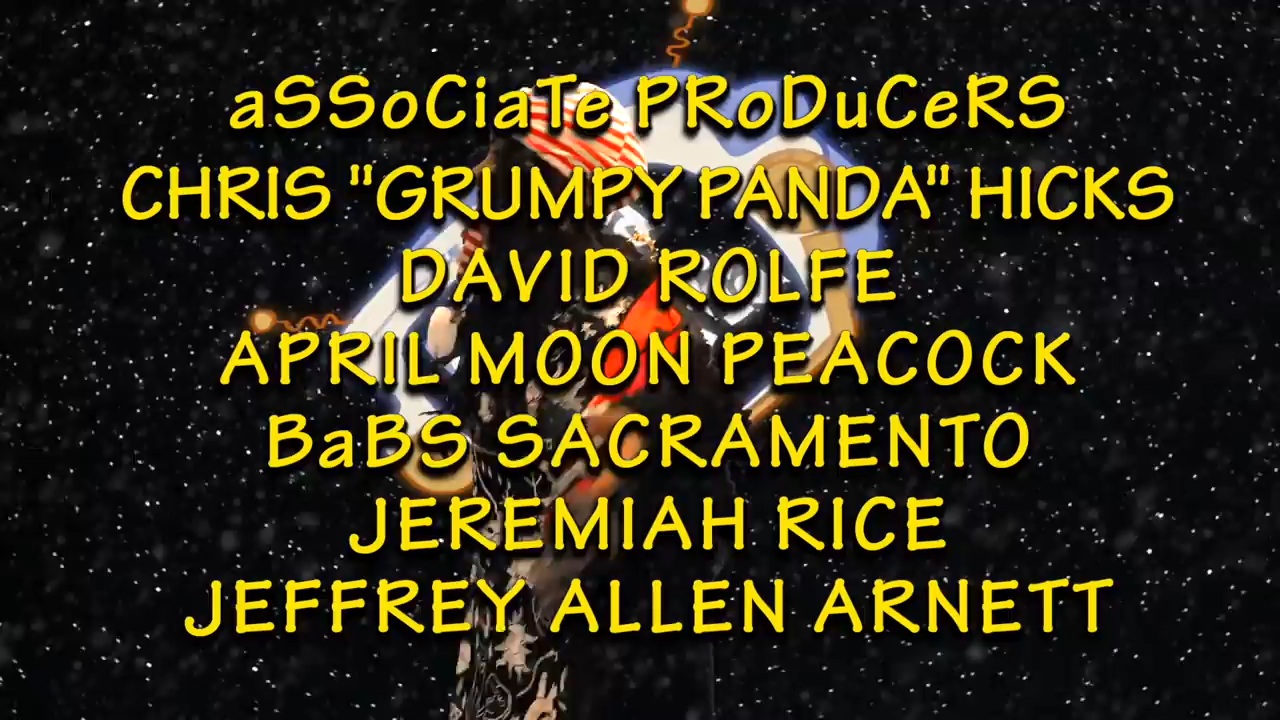 aSSoCiaTe PRoDuCeRS
CHRIS "GRUMPY PANDA" HICKS
DAVID ROLFE
APRIL MOON PEACOCK
BaBS SACRAMENTO
JEREMIAH RICE
JEFFREY ALLEN ARNETT